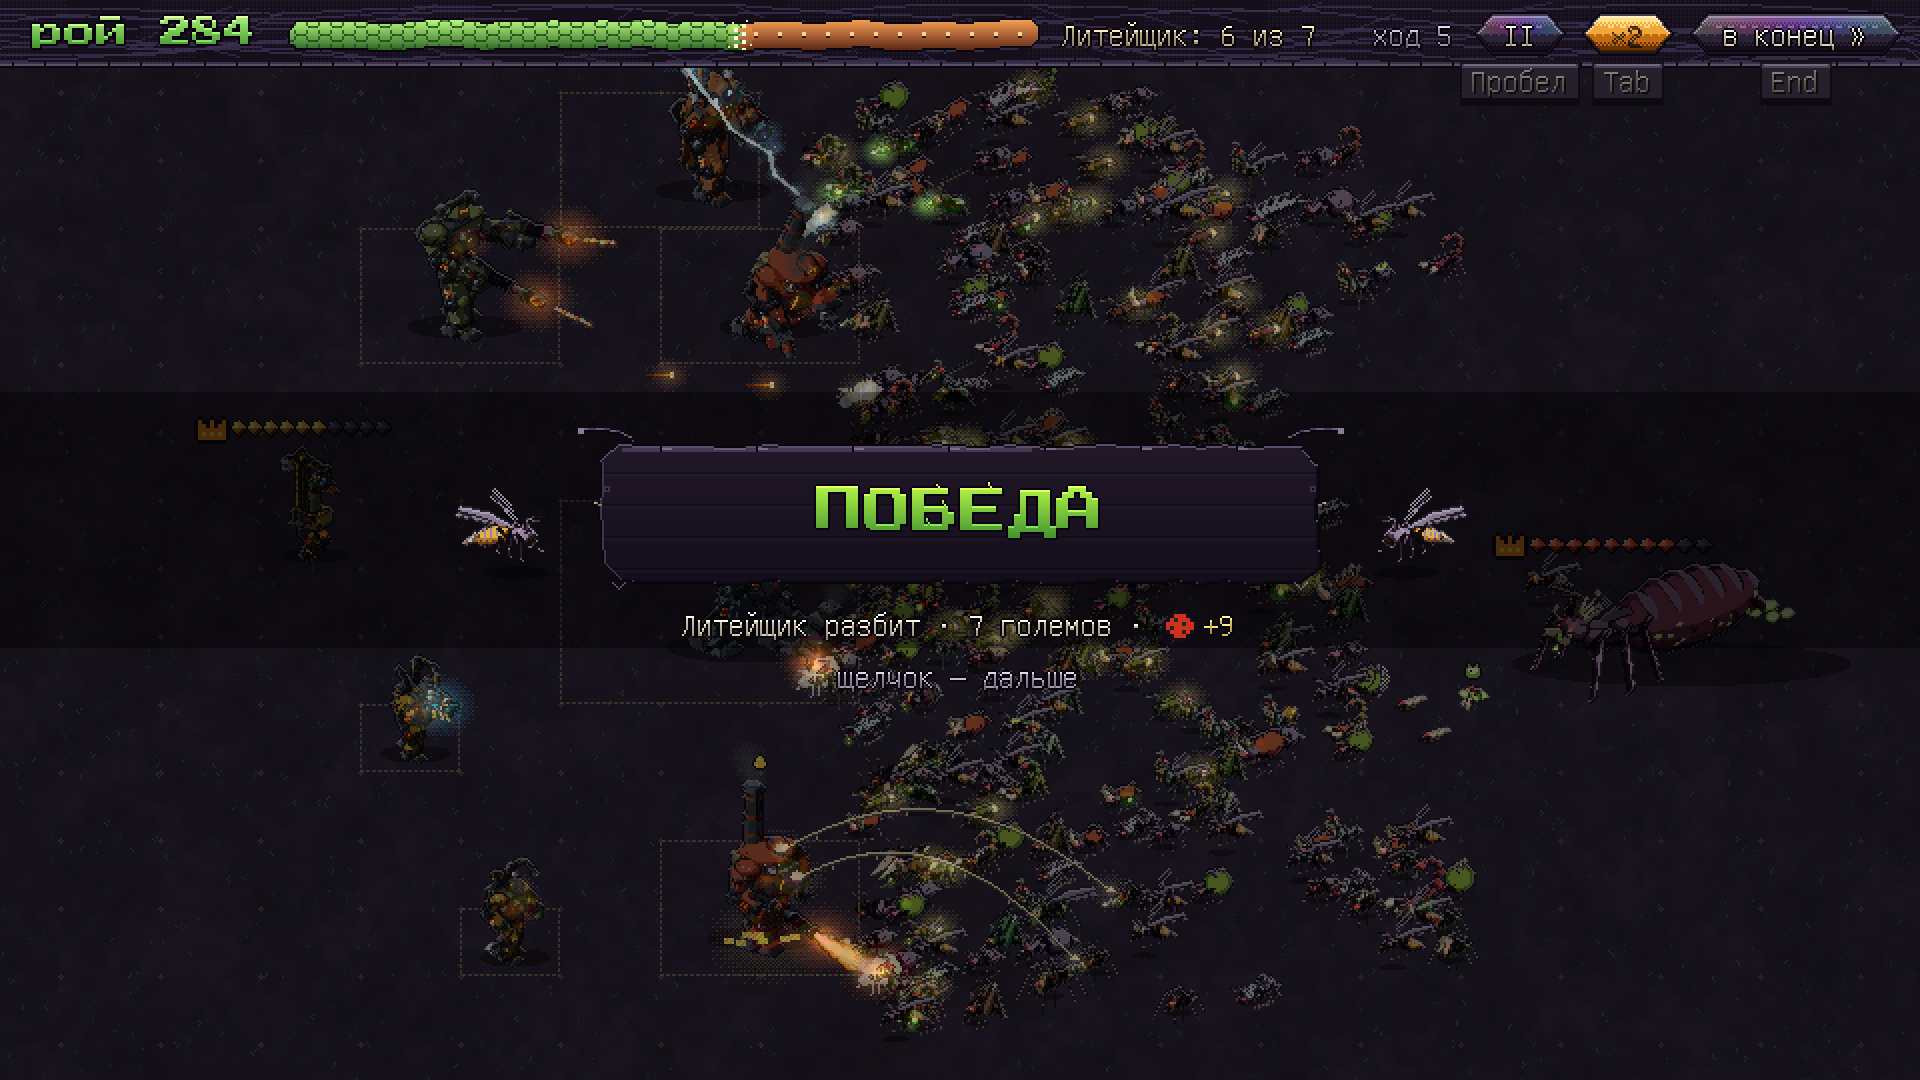 рой 284
Литейщик: 6 из 7
ход 5
II
×2
в конец »
Пробел
Tab
End
ПОБЕДА
Литейщик разбит · 7 големов · +9
щелчок — дальше